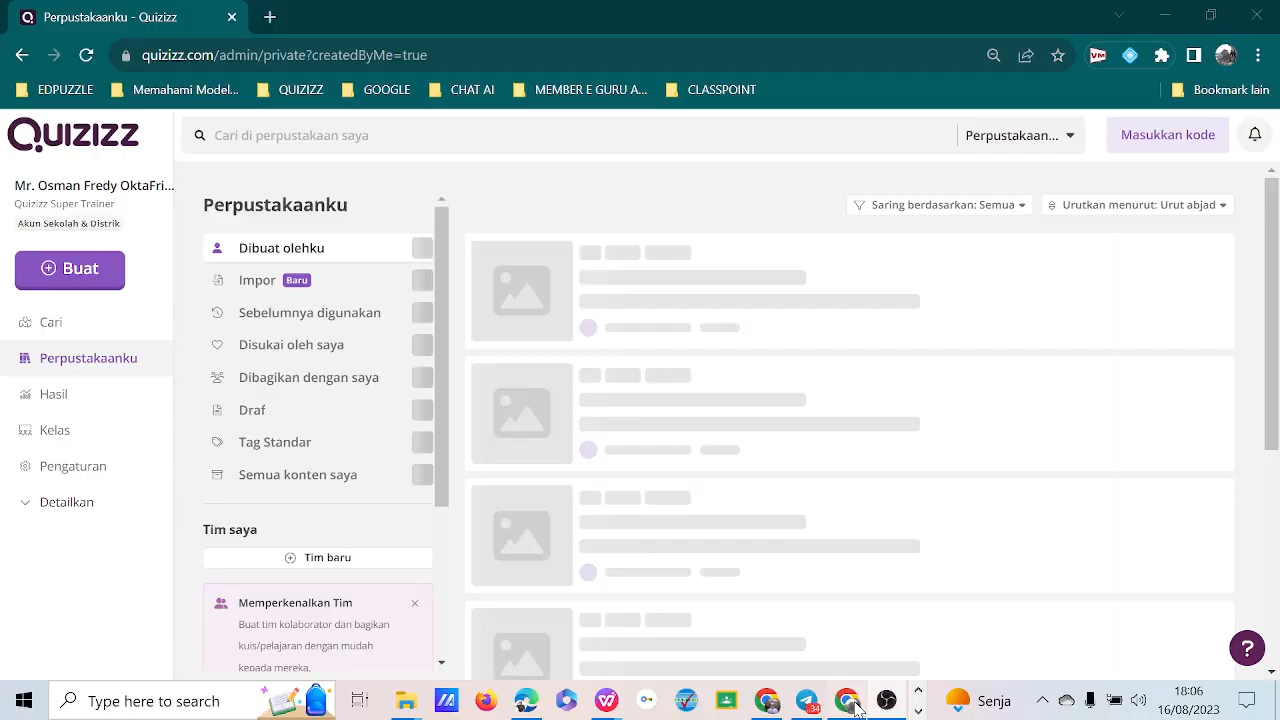 Perpustakaanku - Quizizz
quizizz.com/admin/private?createdByMe=true
EDPUZZLE
Memahami Model...
QUIZIZZ
GOOGLE
CHAT AI
MEMBER E GURU A...
CLASSPOINT
Bookmark lain
QUIZIZZ
Cari di perpustakaan saya
Perpustakaan...
Masukkan kode
Mr. Osman Fredy OktaFri...
Quizizz Super Trainer
Akun Sekolah & Distrik
Buat
Cari
Perpustakaanku
Hasil
Kelas
Pengaturan
Detailkan
Perpustakaanku
Saring berdasarkan: Semua
Urutkan menurut: Urut abjad
Dibuat olehku
Impor Baru
Sebelumnya digunakan
Disukai oleh saya
Dibagikan dengan saya
Draf
Tag Standar
Semua konten saya
Tim saya
Tim baru
Memperkenalkan Tim
Buat tim kolaborator dan bagikan
kuis/pelajaran dengan mudah
kepada mereka.
?
Type here to search
Senja
18:06
16/08/2023